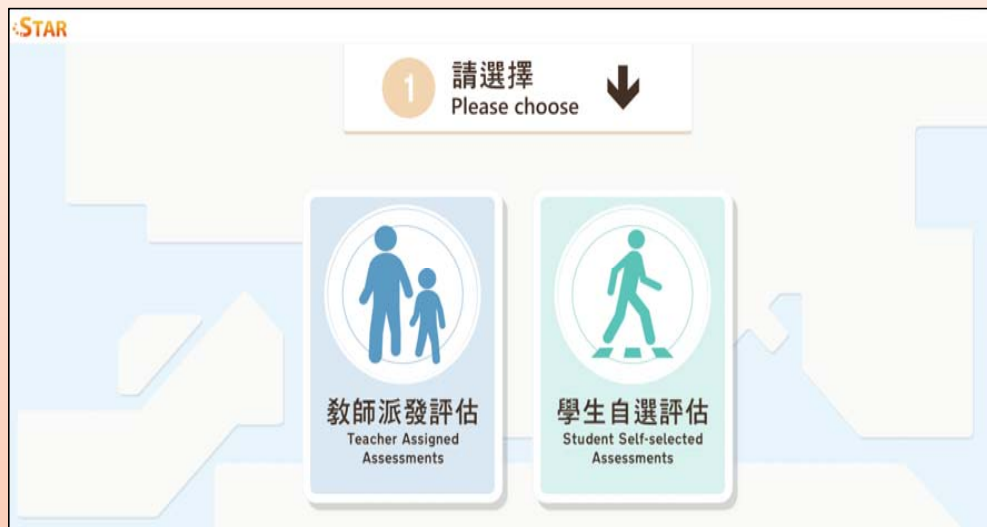 STAR
1
請選擇
Please choose
教師派發評估
Teacher Assigned
Assessments
學生自選評估
Student Self-selected
Assessments